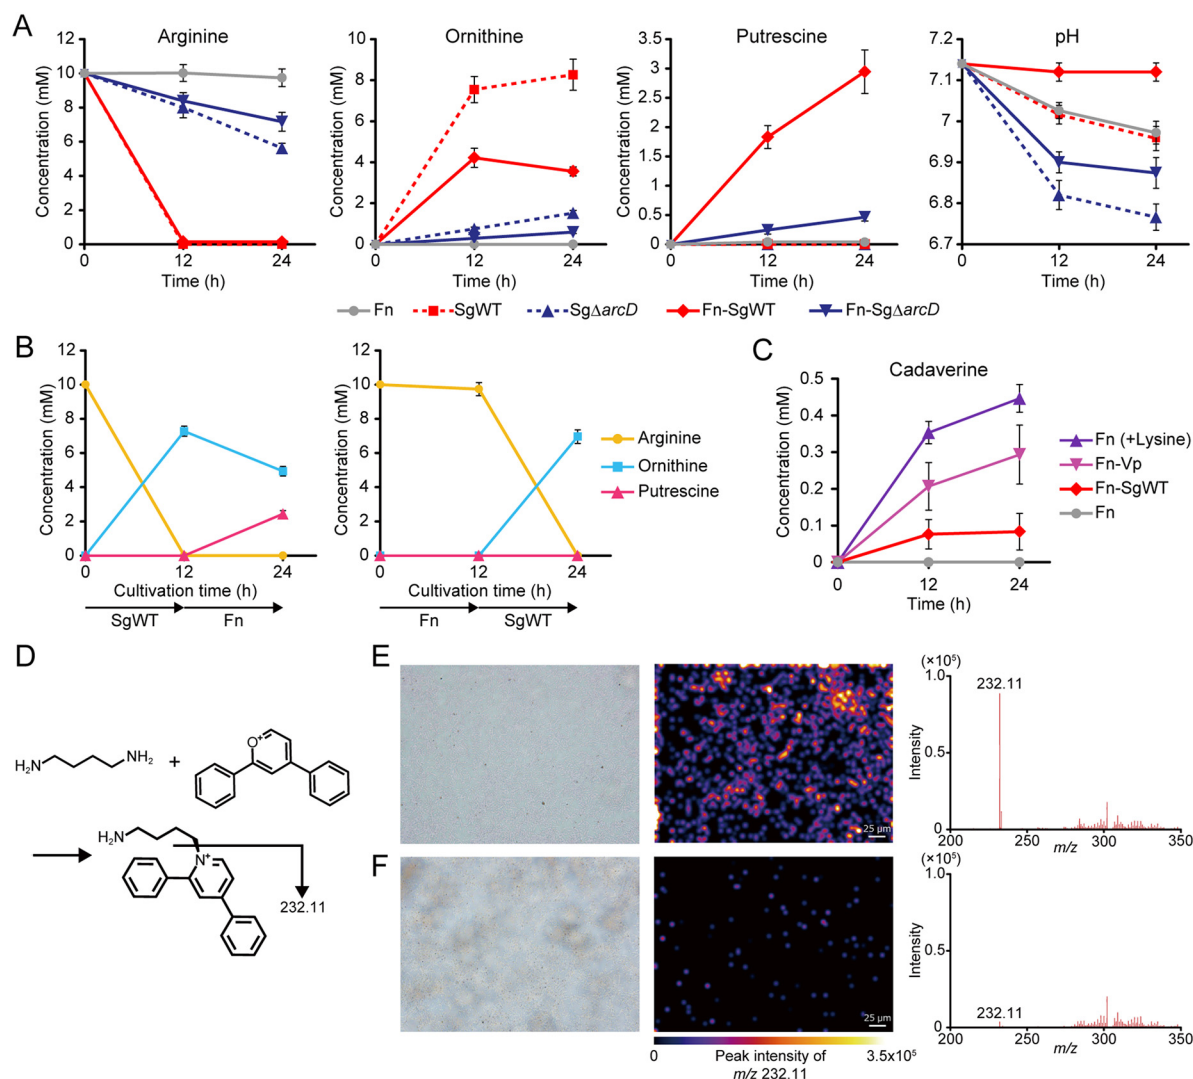 A
Arginine
Ornithine
Putrescine
pH
Concentration (mM)
12
10
8
6
4
2
0
0 12 24
Time (h)
Concentration (mM)
10
8
6
4
2
0
0 12 24
Time (h)
Concentration (mM)
3.5
3
2.5
2
1.5
1
0.5
0
0 12 24
Time (h)
Concentration (mM)
7.2
7.1
7
6.9
6.8
6.7
0 12 24
Time (h)
Fn SgWT SgΔarcD Fn-SgWT Fn-SgΔarcD
B
Concentration (mM)
12
10
8
6
4
2
0
0 12 24
Cultivation time (h)
SgWT Fn
Concentration (mM)
12
10
8
6
4
2
0
0 12 24
Cultivation time (h)
Fn SgWT
Arginine
Ornithine
Putrescine
C
Cadaverine
Concentration (mM)
0.5
0.4
0.3
0.2
0.1
0
0 12 24
Time (h)
Fn (+Lysine)
Fn-Vp
Fn-SgWT
Fn
D
H₂N NH₂ + O⁺
H₂N
N⁺
232.11
E
25 μm
(×10⁵)
1.0
0.5
0
Intensity
232.11
200 250 300 350
m/z
F
25 μm
(×10⁵)
1.0
0.5
0
Intensity
232.11
200 250 300 350
m/z
0 Peak intensity of 3.5x10⁵
m/z 232.11